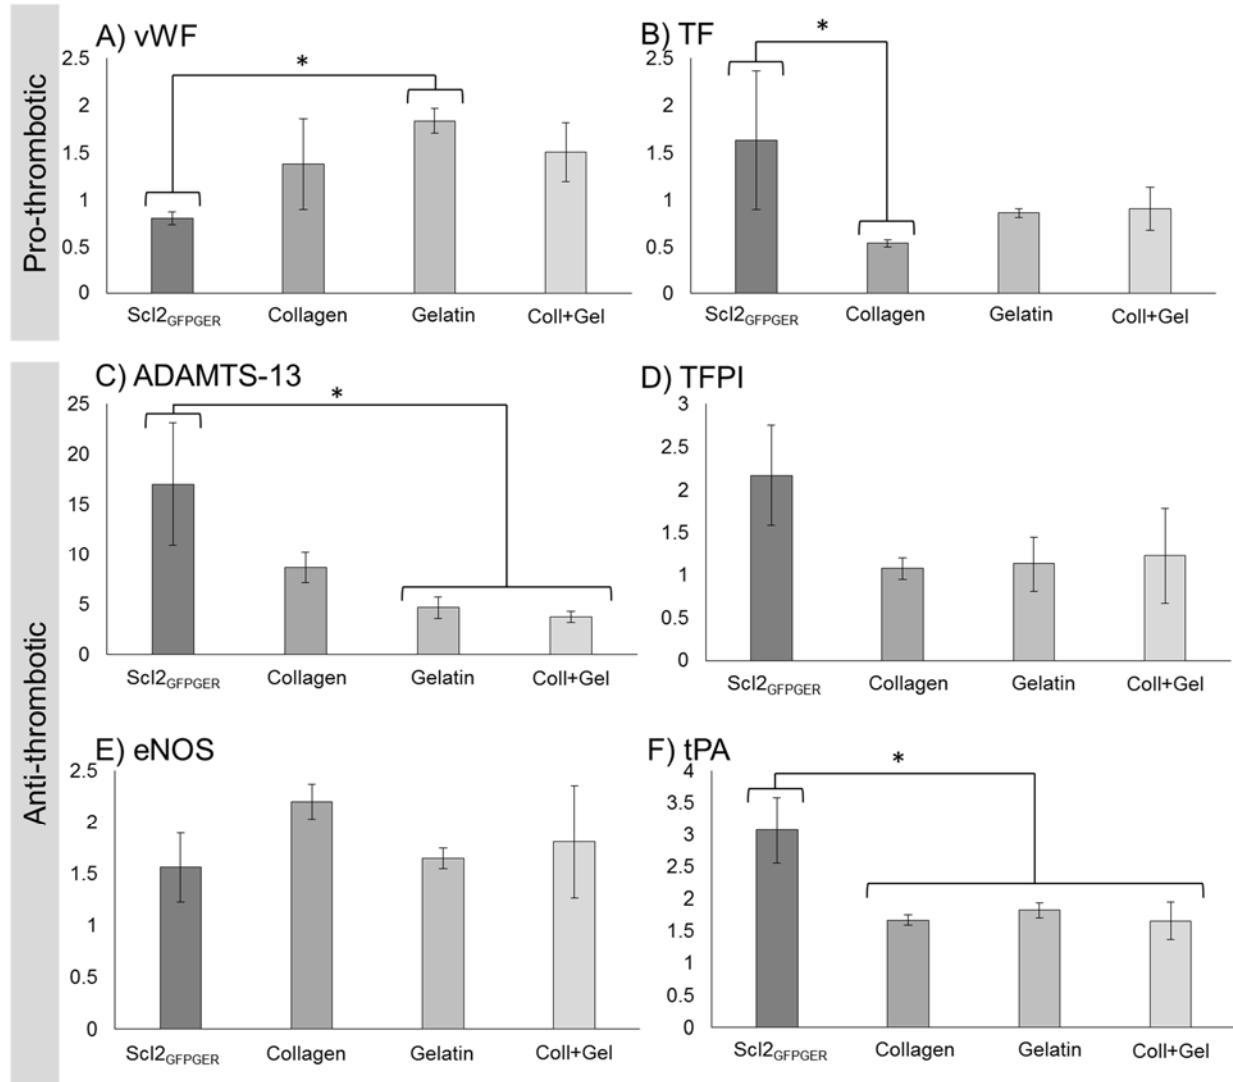 Pro-thrombotic
A) vWF
*
2.5
2
1.5
1
0.5
0
Scl2GFPGER
Collagen
Gelatin
Coll+Gel
B) TF
*
2.5
2
1.5
1
0.5
0
Scl2GFPGER
Collagen
Gelatin
Coll+Gel
Anti-thrombotic
C) ADAMTS-13
*
25
20
15
10
5
0
Scl2GFPGER
Collagen
Gelatin
Coll+Gel
D) TFPI
3
2.5
2
1.5
1
0.5
0
Scl2GFPGER
Collagen
Gelatin
Coll+Gel
E) eNOS
2.5
2
1.5
1
0.5
0
Scl2GFPGER
Collagen
Gelatin
Coll+Gel
F) tPA
*
4
3.5
3
2.5
2
1.5
1
0.5
0
Scl2GFPGER
Collagen
Gelatin
Coll+Gel